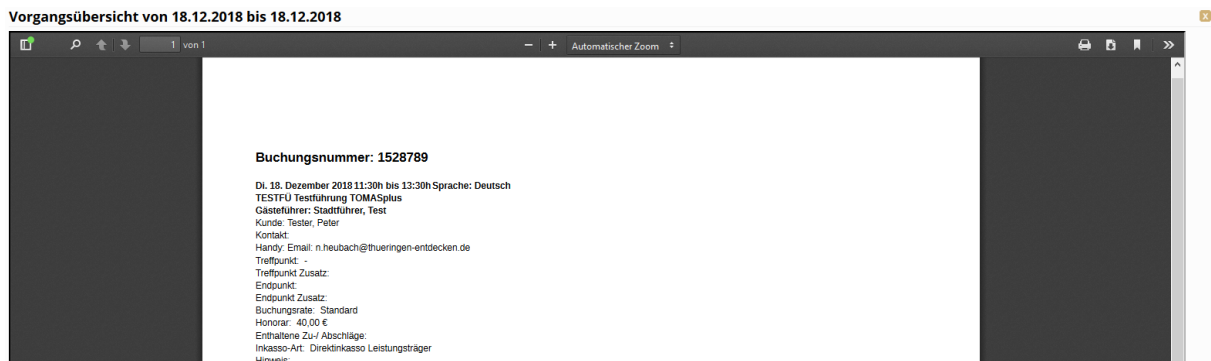 Vorgangsübersicht von 18.12.2018 bis 18.12.2018
x
1 von 1
Automatischer Zoom
Buchungsnummer: 1528789
Di. 18. Dezember 2018 11:30h bis 13:30h Sprache: Deutsch
TESTFÜ Testführung TOMASplus
Gästeführer: Stadtführer, Test
Kunde: Tester, Peter
Kontakt:
Handy: Email: n.heubach@thueringen-entdecken.de
Treffpunkt: -
Treffpunkt Zusatz:
Endpunkt:
Endpunkt Zusatz:
Buchungsrate: Standard
Honorar: 40,00 €
Enthaltene Zu-/ Abschläge:
Inkasso-Art: Direktinkasso Leistungsträger
Hinweis: